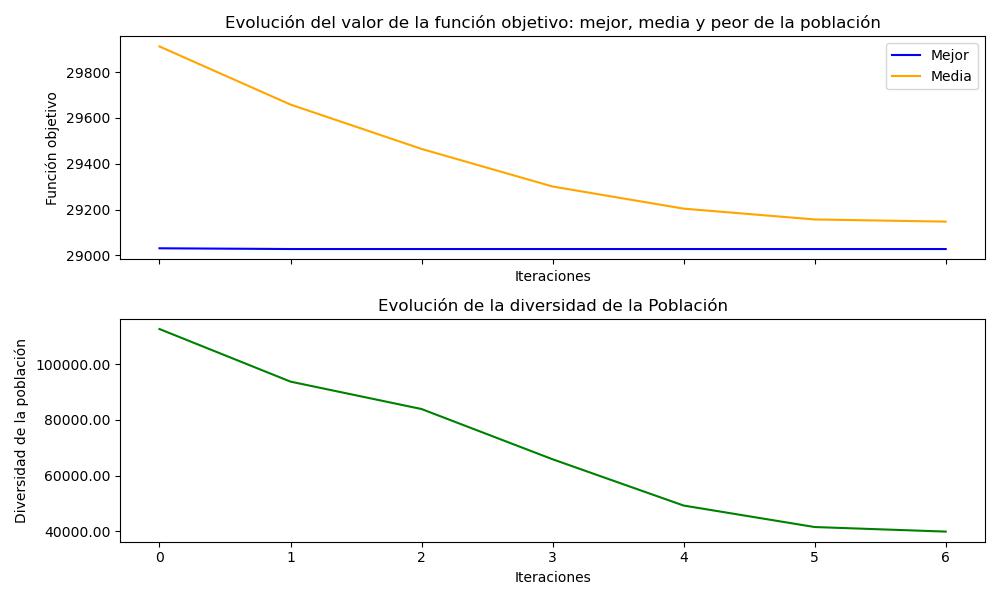 Evolución del valor de la función objetivo: mejor, media y peor de la población
Mejor
Media
Función objetivo
29800
29600
29400
29200
29000
Iteraciones
Evolución de la diversidad de la Población
Diversidad de la población
100000.00
80000.00
60000.00
40000.00
0 1 2 3 4 5 6
Iteraciones